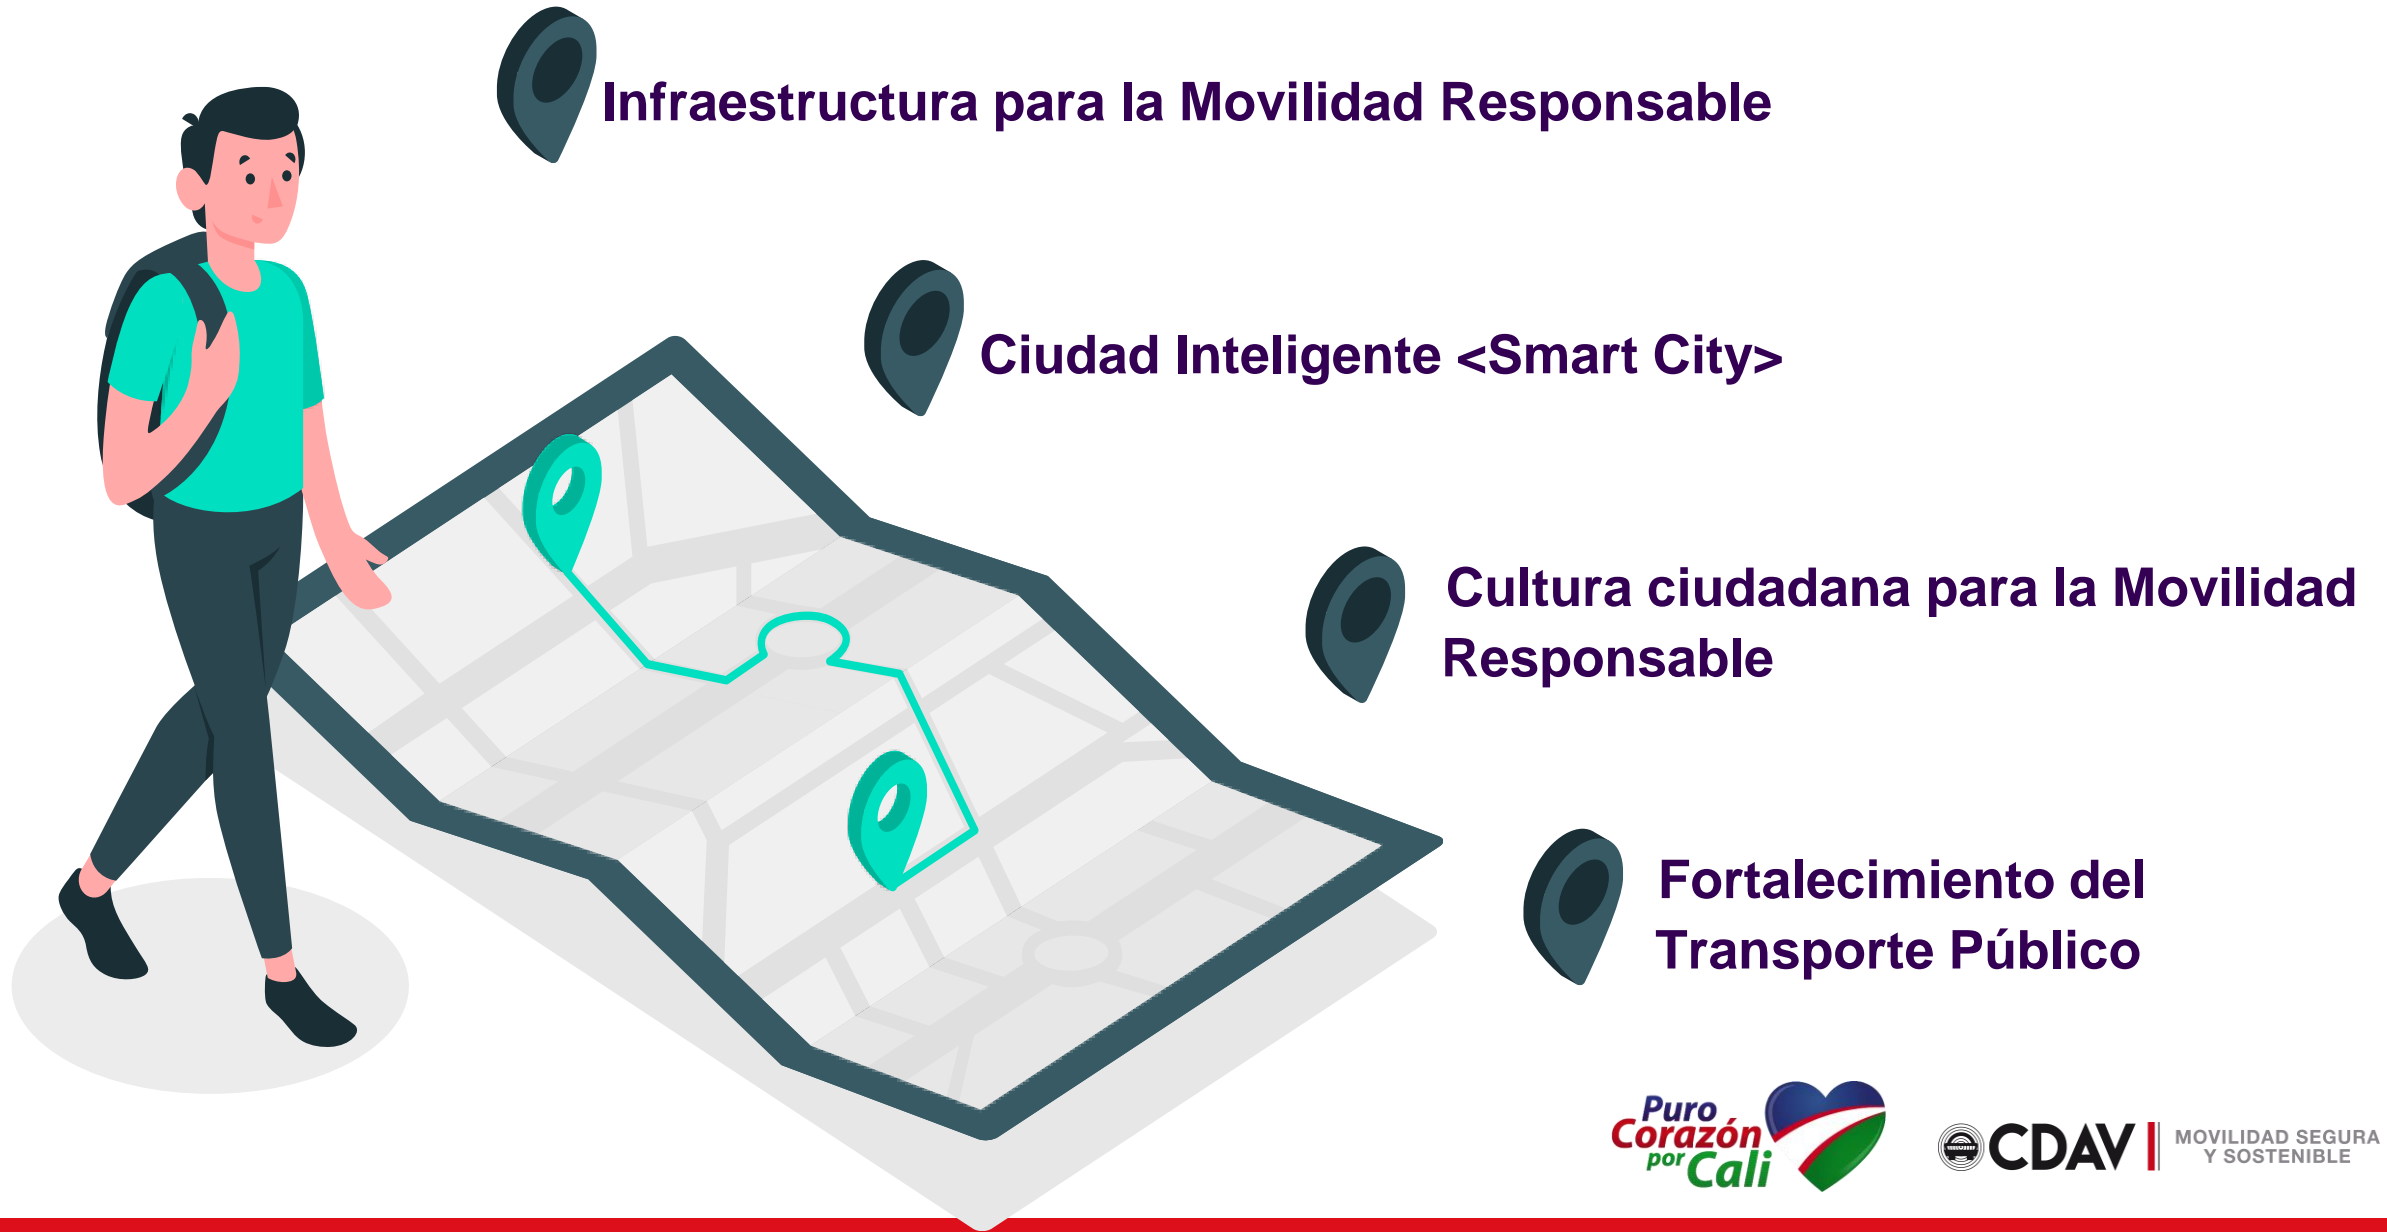 Infraestructura para la Movilidad Responsable
Ciudad Inteligente <Smart City>
Cultura ciudadana para la Movilidad
Responsable
Fortalecimiento del
Transporte Público
Puro
Corazón
por Cali
CDAV
MOVILIDAD SEGURA
Y SOSTENIBLE